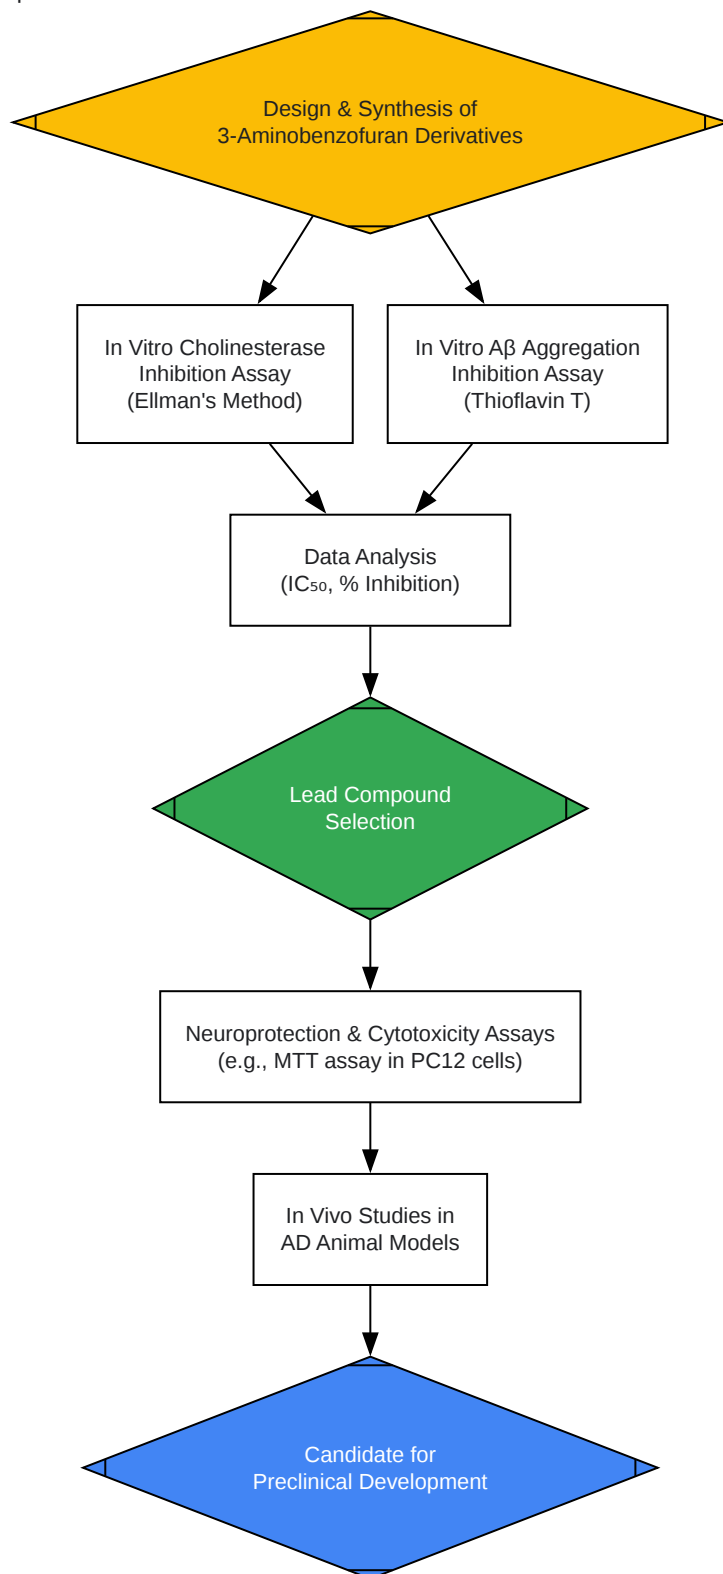 Design & Synthesis of
3-Aminobenzofuran Derivatives
In Vitro Cholinesterase
Inhibition Assay
(Ellman's Method)
In Vitro Aβ Aggregation
Inhibition Assay
(Thioflavin T)
Data Analysis
(IC₅₀, % Inhibition)
Lead Compound
Selection
Neuroprotection & Cytotoxicity Assays
(e.g., MTT assay in PC12 cells)
In Vivo Studies in
AD Animal Models
Candidate for
Preclinical Development